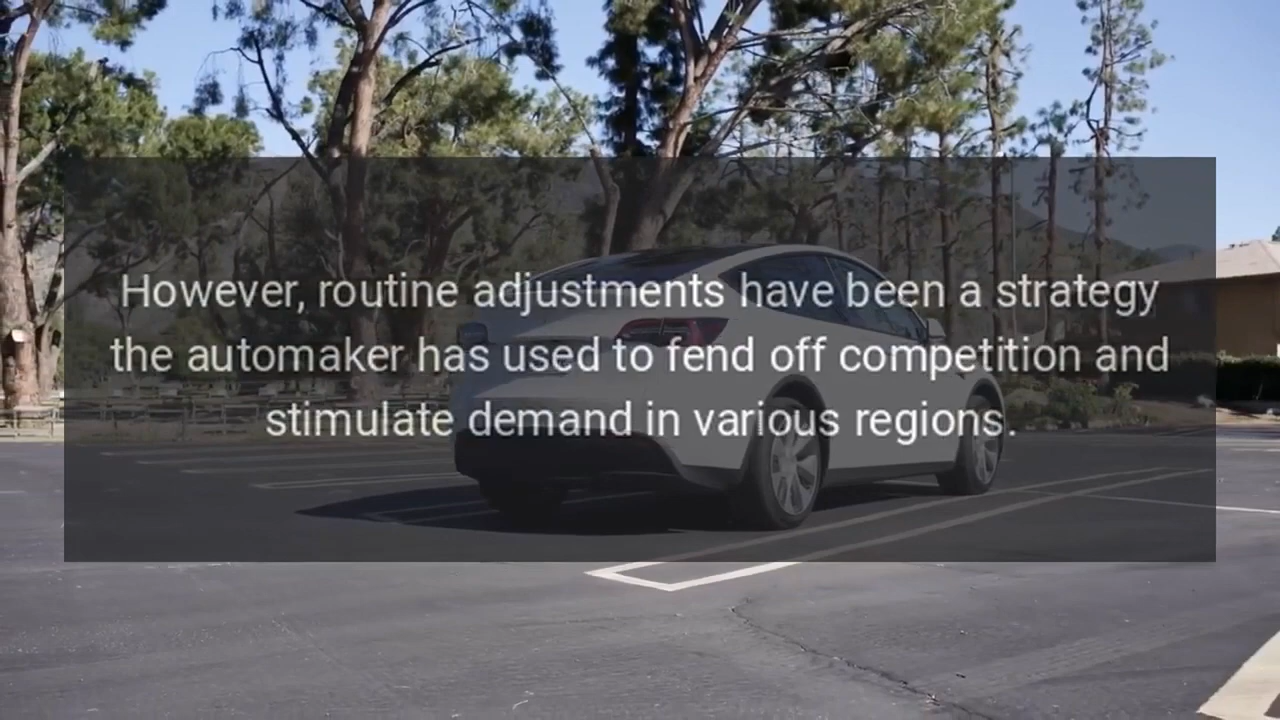 However, routine adjustments have been a strategy
the automaker has used to fend off competition and
stimulate demand in various regions.